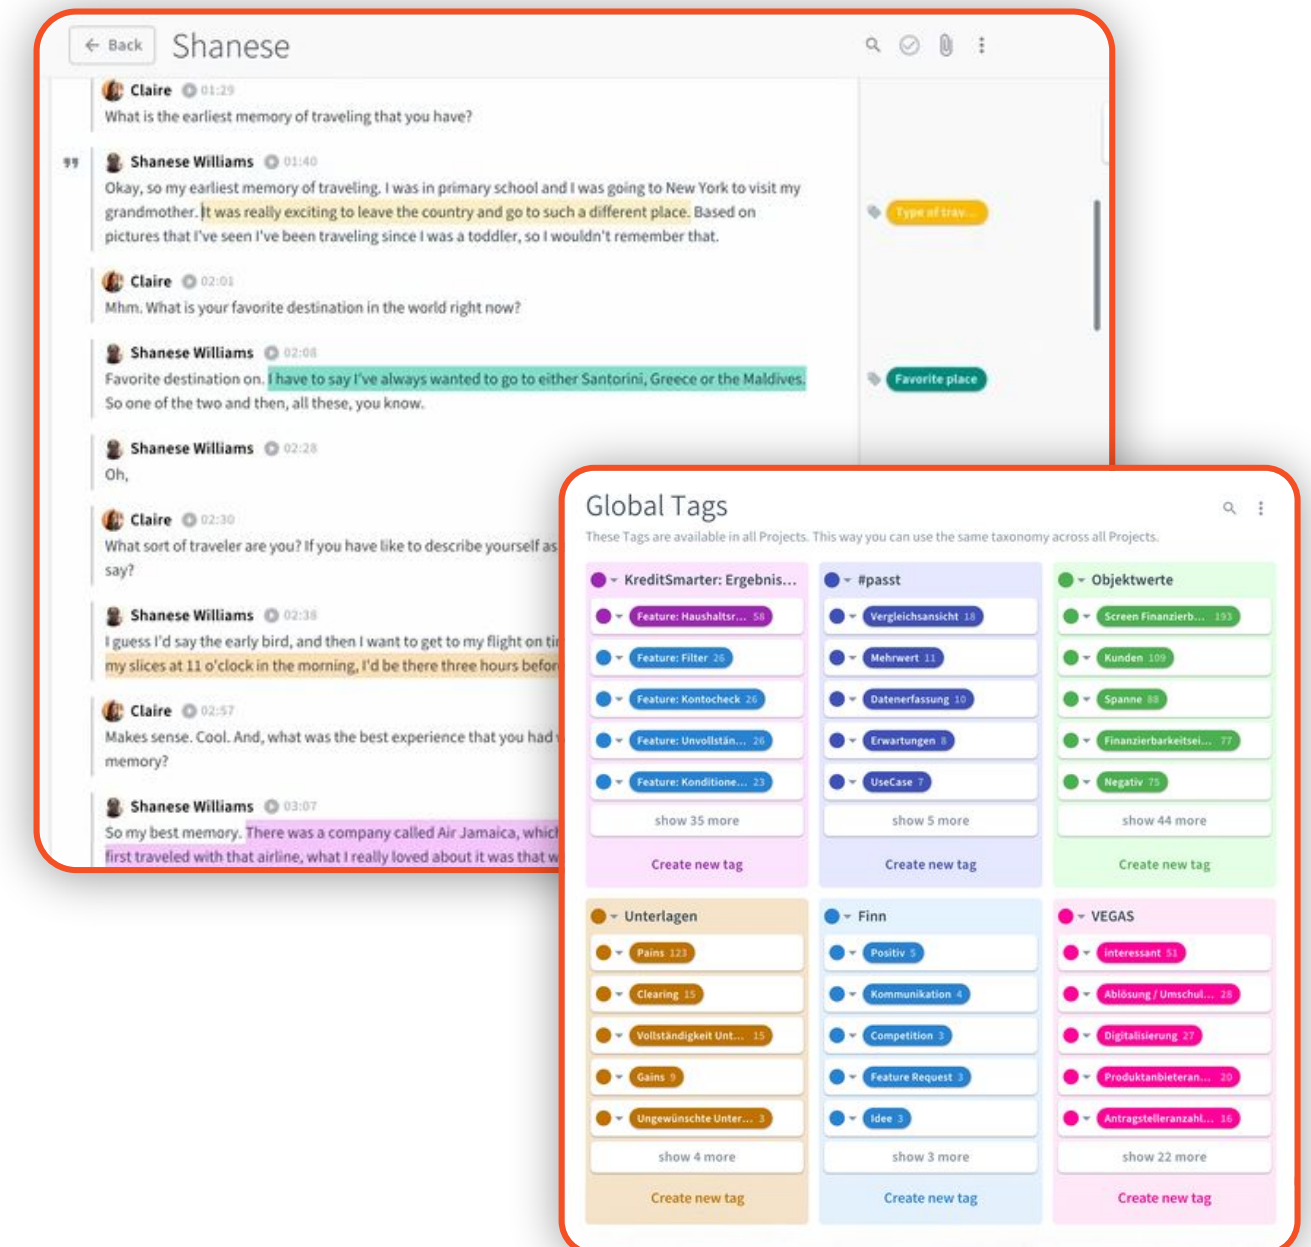 ← Back
Shanese
Claire 01:29
What is the earliest memory of traveling that you have?
Shanese Williams 01:40
Okay, so my earliest memory of traveling. I was in primary school and I was going to New York to visit my
grandmother. It was really exciting to leave the country and go to such a different place. Based on
pictures that I've seen I've been traveling since I was a toddler, so I wouldn't remember that.
Type of trav...
Claire 02:01
Mhm. What is your favorite destination in the world right now?
Shanese Williams 02:08
Favorite destination on. I have to say I've always wanted to go to either Santorini, Greece or the Maldives.
So one of the two and then, all these, you know.
Favorite place
Shanese Williams 02:28
Oh,
Claire 02:30
What sort of traveler are you? If you have like to describe yourself as
say?
Shanese Williams 02:38
I guess I'd say the early bird, and then I want to get to my flight on
my slices at 11 o'clock in the morning, I'd be there three hours
Claire 02:57
Makes sense. Cool. And, what was the best experience that you had
memory?
Shanese Williams 03:07
So my best memory. There was a company called Air Jamaica,
first traveled with that airline, what I really loved about it was that
Global Tags
These Tags are available in all Projects. This way you can use the same taxonomy across all Projects.
KreditSmarter: Ergebnis...
Feature: Haushaltsr... 58
Feature: Filter 26
Feature: Kontocheck 26
Feature: Unvollstän... 26
Feature: Konditione... 23
show 35 more
Create new tag
#passt
Vergleichsansicht 18
Mehrwert 11
Datenerfassung 10
Erwartungen 8
UseCase 7
show 5 more
Create new tag
Objektwerte
Screen Finanzierb... 193
Kunden 109
Spanne 88
Finanzierbarkeitsei... 77
Negativ 75
show 44 more
Create new tag
Unterlagen
Pains 123
Clearing 15
Vollständigkeit Unt... 15
Gains 9
Ungewünschte Unter... 3
show 4 more
Create new tag
Finn
Positiv 5
Kommunikation 4
Competition 3
Feature Request 3
Idee 3
show 3 more
Create new tag
VEGAS
interessant 51
Ablösung / Umschul... 28
Digitalisierung 27
Produktanbieteran... 20
Antragstelleranzahl... 16
show 22 more
Create new tag